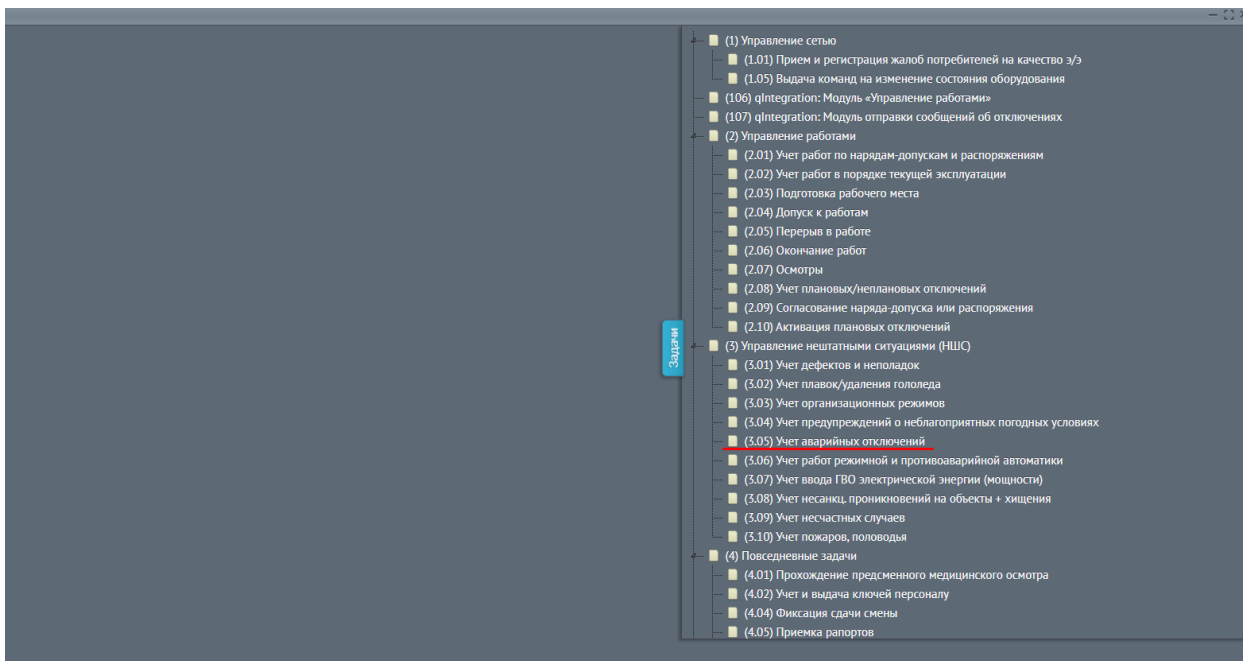 (1) Управление сетью
(1.01) Прием и регистрация жалоб потребителей на качество э/э
(1.05) Выдача команд на изменение состояния оборудования
(106) qIntegration: Модуль «Управление работами»
(107) qIntegration: Модуль отправки сообщений об отключениях
(2) Управление работами
(2.01) Учет работ по нарядам-допускам и распоряжениям
(2.02) Учет работ в порядке текущей эксплуатации
(2.03) Подготовка рабочего места
(2.04) Допуск к работам
(2.05) Перерыв в работе
(2.06) Окончание работ
(2.07) Осмотры
(2.08) Учет плановых/неплановых отключений
(2.09) Согласование наряда-допуска или распоряжения
(2.10) Активация плановых отключений
Задачи
(3) Управление нештатными ситуациями (НШС)
(3.01) Учет дефектов и неполадок
(3.02) Учет плавок/удаления гололеда
(3.03) Учет организационных режимов
(3.04) Учет предупреждений о неблагоприятных погодных условиях
(3.05) Учет аварийных отключений
(3.06) Учет работ режимной и противоаварийной автоматики
(3.07) Учет ввода ГВО электрической энергии (мощности)
(3.08) Учет несанкц. проникновений на объекты + хищения
(3.09) Учет несчастных случаев
(3.10) Учет пожаров, половодья
(4) Повседневные задачи
(4.01) Прохождение предсменного медицинского осмотра
(4.02) Учет и выдача ключей персоналу
(4.04) Фиксация сдачи смены
(4.05) Приемка рапортов